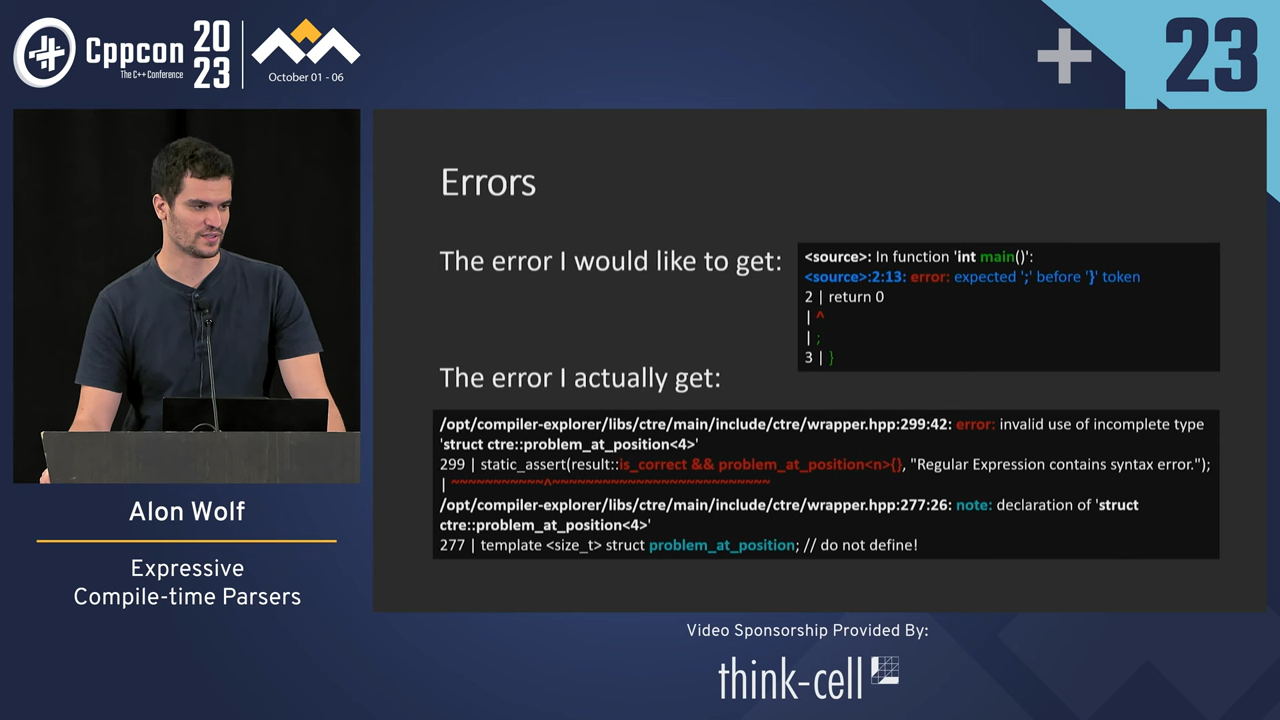 Cppcon
The C++ Conference
20
23
October 01 - 06
23
Errors
The error I would like to get:
<source>: In function 'int main()':
<source>:2:13: error: expected ';' before '}' token
2 | return 0
| ^
| ;
3 | }
The error I actually get:
/opt/compiler-explorer/libs/ctre/main/include/ctre/wrapper.hpp:299:42: error: invalid use of incomplete type
'struct ctre::problem_at_position<4>'
299 | static_assert(result::is_correct && problem_at_position<n>{}, "Regular Expression contains syntax error.");
| ~~~~~~~~~~~^~~~~~~~~~~~~~~~~~~~~~~~~~
/opt/compiler-explorer/libs/ctre/main/include/ctre/wrapper.hpp:277:26: note: declaration of 'struct
ctre::problem_at_position<4>'
277 | template <size_t> struct problem_at_position; // do not define!
Alon Wolf
Expressive
Compile-time Parsers
Video Sponsorship Provided By:
think-cell